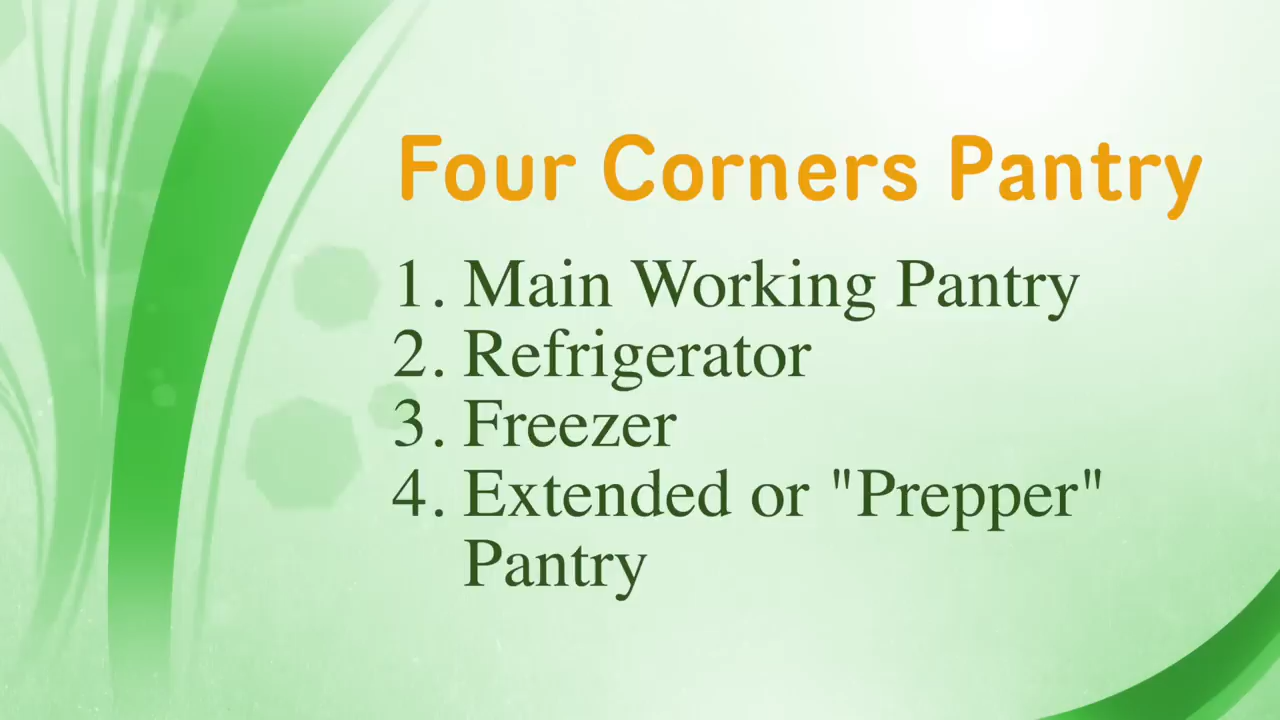 Four Corners Pantry
1. Main Working Pantry
2. Refrigerator
3. Freezer
4. Extended or "Prepper"
Pantry